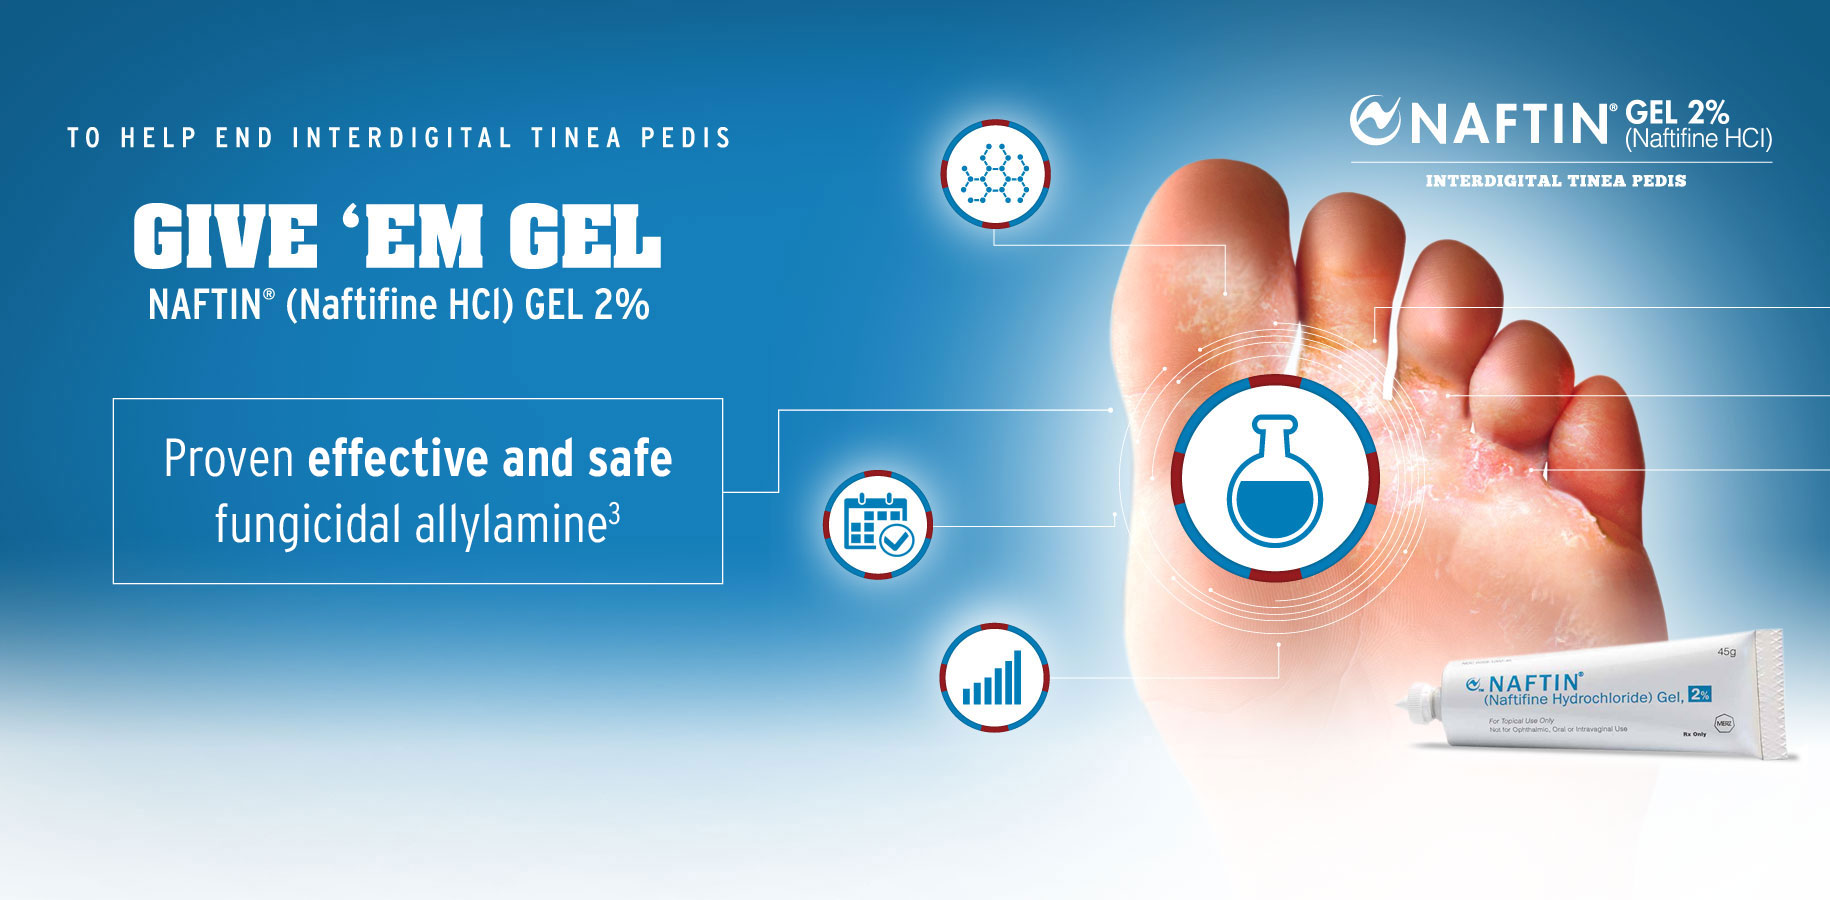 TO HELP END INTERDIGITAL TINEA PEDIS
GIVE ‘EM GEL
NAFTIN® (Naftifine HCl) GEL 2%
Proven effective and safe
fungicidal allylamine3
NAFTIN® GEL 2%
(Naftifine HCl)
INTERDIGITAL TINEA PEDIS
45g
NAFTIN®
(Naftifine Hydrochloride) Gel, 2%
For Topical Use Only
Not for Ophthalmic, Oral or Intravaginal Use
MERZ
Rx Only